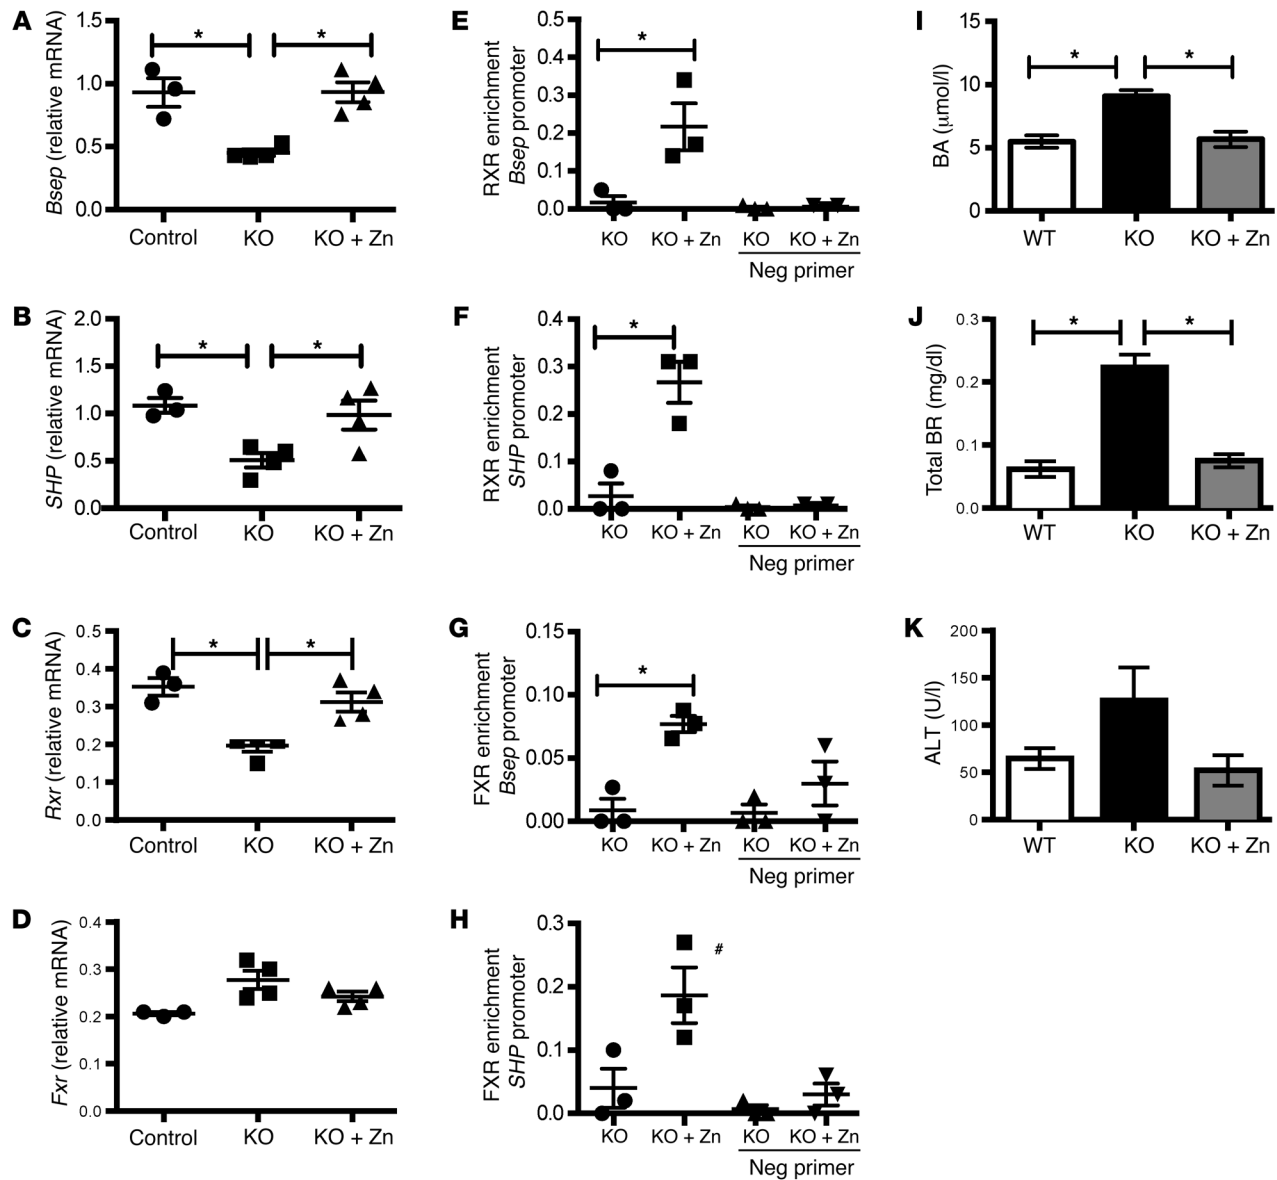 A
Bsep (relative mRNA)
1.5
1.0
0.5
0.0
*
*
Control
KO
KO + Zn
B
SHP (relative mRNA)
2.0
1.5
1.0
0.5
0.0
*
*
Control
KO
KO + Zn
C
Rxr (relative mRNA)
0.5
0.4
0.3
0.2
0.1
0.0
*
*
Control
KO
KO + Zn
D
Fxr (relative mRNA)
0.4
0.3
0.2
0.1
0.0
Control
KO
KO + Zn
E
RXR enrichment
Bsep promoter
0.5
0.4
0.3
0.2
0.1
0.0
*
KO
KO + Zn
KO
KO + Zn
Neg primer
F
RXR enrichment
SHP promoter
0.4
0.3
0.2
0.1
0.0
*
KO
KO + Zn
KO
KO + Zn
Neg primer
G
FXR enrichment
Bsep promoter
0.15
0.10
0.05
0.00
*
KO
KO + Zn
KO
KO + Zn
Neg primer
H
FXR enrichment
SHP promoter
0.3
0.2
0.1
0.0
#
KO
KO + Zn
KO
KO + Zn
Neg primer
I
BA (μmol/l)
15
10
5
0
*
*
WT
KO
KO + Zn
J
Total BR (mg/dl)
0.3
0.2
0.1
0.0
*
*
WT
KO
KO + Zn
K
ALT (U/l)
200
150
100
50
0
WT
KO
KO + Zn